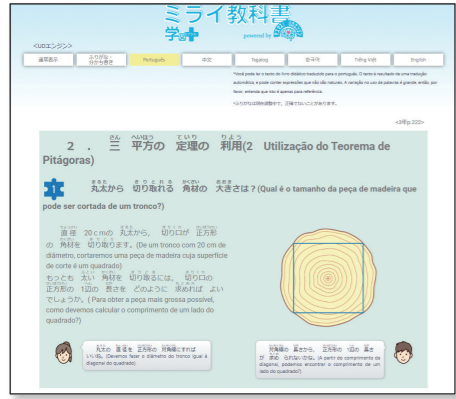 ミライ教科書
学び＋ powered by UD
<UDエンジン>
通常表示 ふりがな・分かち書き Português 中文 Tagalog 한국어 Tiếng Việt English
*Você pode ler o texto do livro didático traduzido para o português. O texto é resultado de uma tradução
automática, e pode conter expressões que não são naturais. A variação no uso de palavras é grande, então, por
favor, entenda que isto é apenas para referência.
<3年p.222>
2 . 三平方の 定理の 利用(2 Utilização do Teorema de
Pitágoras)
1 丸太から 切り取れる 角材の 大きさは？(Qual é o tamanho da peça de madeira que
pode ser cortada de um tronco?)
直径 20ｃｍの 丸太から、 切り口が 正方形
の 角材を 切り取ります。(De um tronco com 20 cm de
diâmetro, cortaremos uma peça de madeira cuja superfície
de corte é um quadrado)
もっとも 太い 角材を 切り取るには、 切り口の
正方形の 1辺の 長さを どのように 求めれば よい
でしょうか。( Para obter a peça mais grossa possível,
como devemos calcular o comprimento de um lado do
quadrado?)
丸太の 直径を 正方形の 対角線にすれば
いいね。(Devemos fazer o diâmetro do tronco igual à
diagonal do quadrado)
対角線の 長さから、 正方形の 1辺の 長さ
が 求め られないかな。(A partir do comprimento da
diagonal, podemos encontrar o comprimento de um
lado do quadrado?)